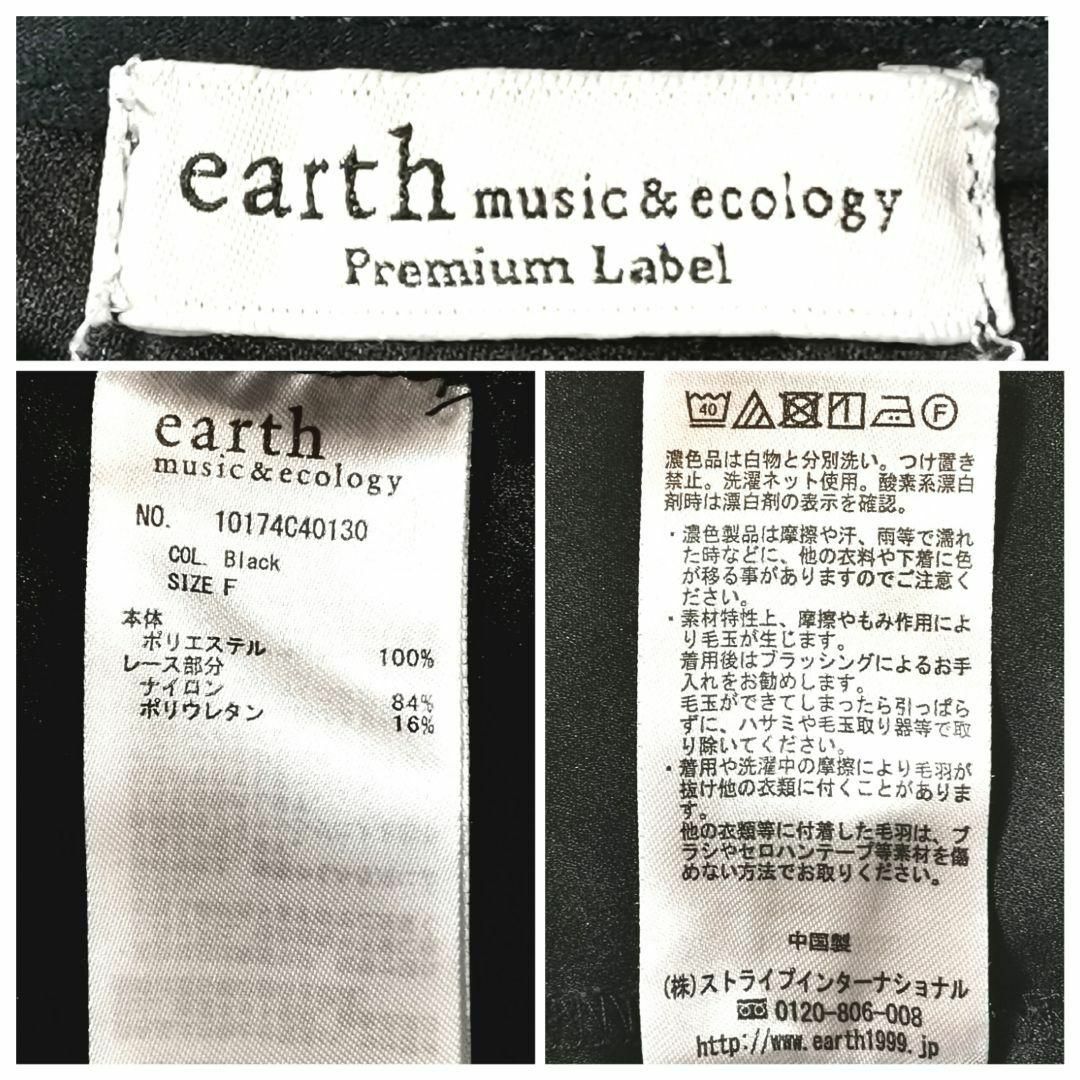 earth music&ecology
Premium Label
earth
music&ecology
NO. 10174C40130
COL. Black
SIZE F
本体
ポリエステル 100%
レース部分
ナイロン 84%
ポリウレタン 16%
40 F
濃色品は白物と分別洗い。つけ置き
禁止。洗濯ネット使用。酸素系漂白
剤時は漂白剤の表示を確認。
・濃色製品は摩擦や汗、雨等で濡れ
た時などに、他の衣料や下着に色
が移る事がありますのでご注意く
ださい。
・素材特性上、摩擦やもみ作用によ
り毛玉が生じます。
着用後はブラッシングによるお手
入れをお勧めします。
毛玉ができてしまったら引っぱら
ずに、ハサミや毛玉取り器等で取
り除いてください。
・着用や洗濯中の摩擦により毛羽が
抜け他の衣類に付くことがありま
す。
他の衣類等に付着した毛羽は、ブ
ラシやセロハンテープ等素材を傷
めない方法でお取りください。
中国製
(株)ストライプインターナショナル
0120-806-008
http://www.earth1999.jp